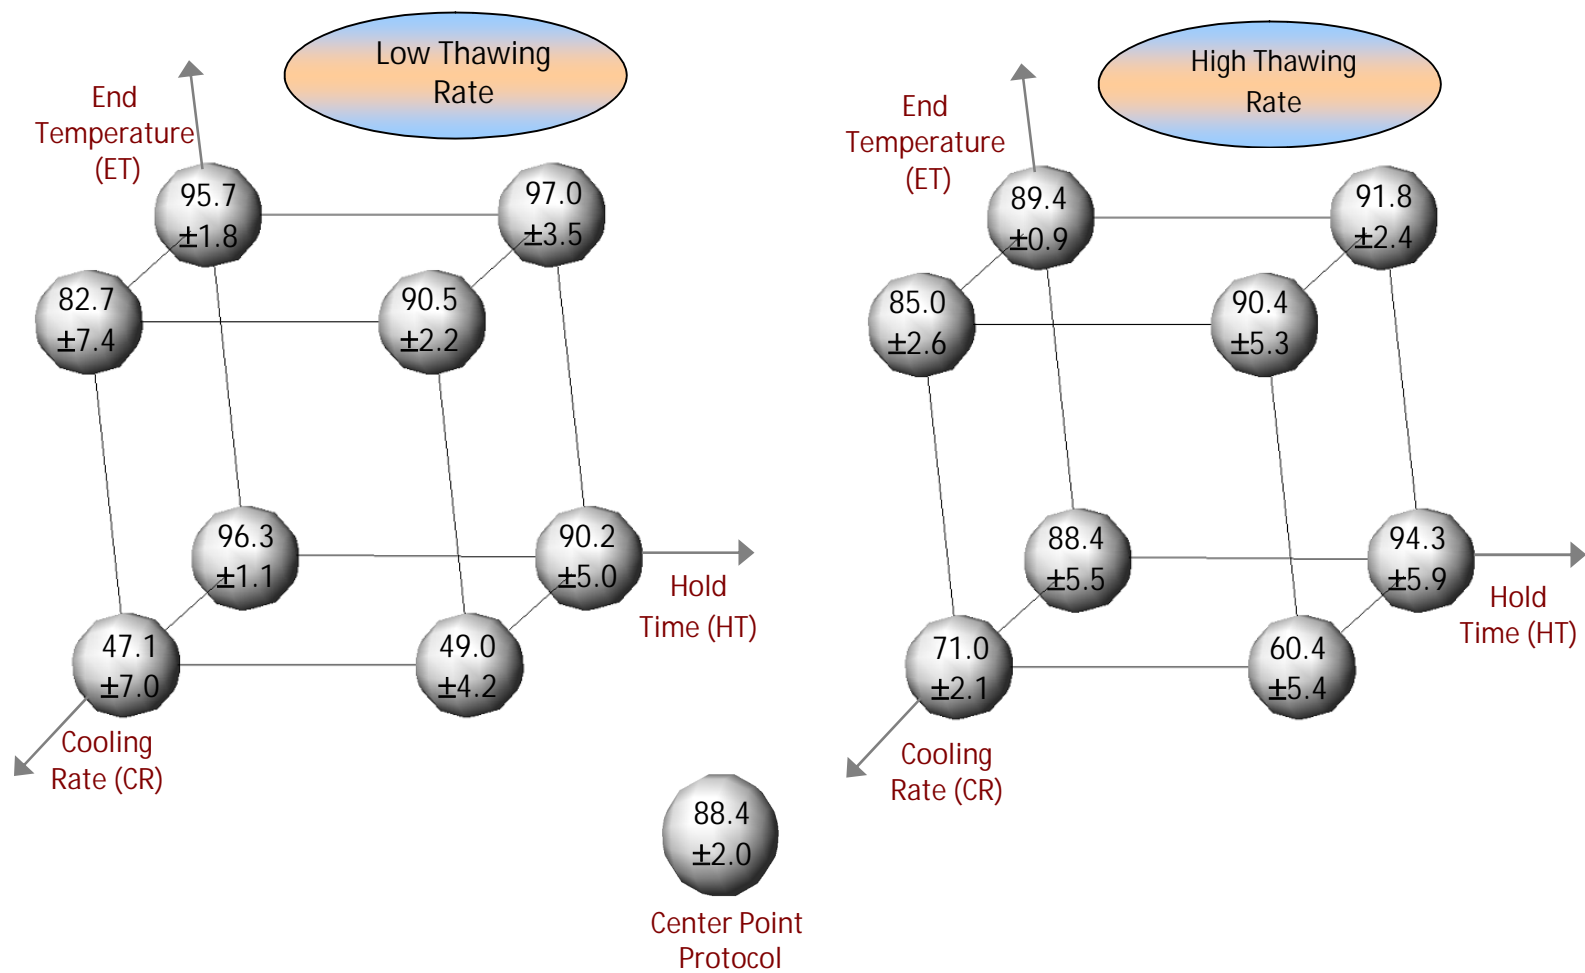 Low Thawing
Rate
End
Temperature
(ET)
95.7
±1.8
97.0
±3.5
82.7
±7.4
90.5
±2.2
96.3
±1.1
90.2
±5.0
Hold
Time (HT)
47.1
±7.0
49.0
±4.2
Cooling
Rate (CR)
High Thawing
Rate
End
Temperature
(ET)
89.4
±0.9
91.8
±2.4
85.0
±2.6
90.4
±5.3
88.4
±5.5
94.3
±5.9
Hold
Time (HT)
71.0
±2.1
60.4
±5.4
Cooling
Rate (CR)
88.4
±2.0
Center Point
Protocol